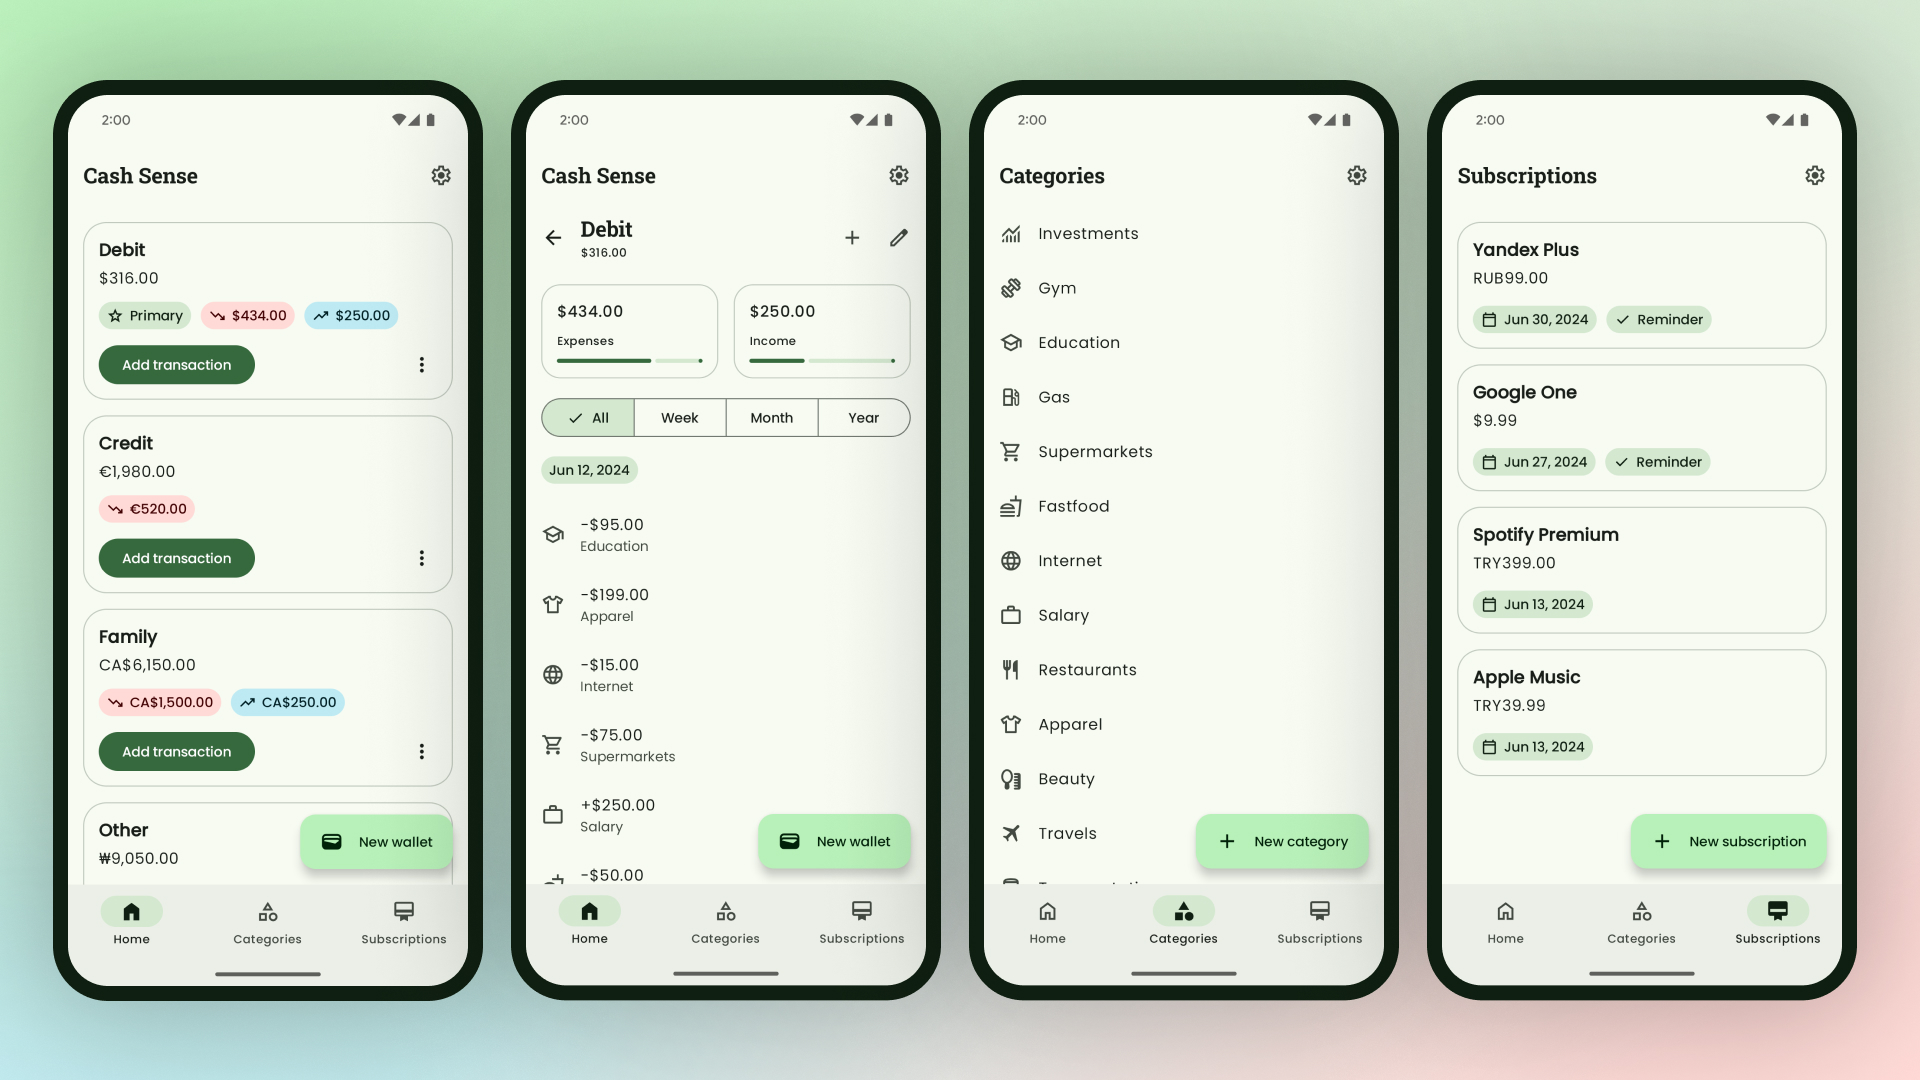 2:00
Cash Sense
Debit
$316.00
Primary $434.00 $250.00
Add transaction
Credit
€1,980.00
€520.00
Add transaction
Family
CA$6,150.00
CA$1,500.00 CA$250.00
Add transaction
Other
₩9,050.00
New wallet
Home Categories Subscriptions
2:00
Cash Sense
Debit
$316.00
$434.00
Expenses
$250.00
Income
All Week Month Year
Jun 12, 2024
-$95.00
Education
-$199.00
Apparel
-$15.00
Internet
-$75.00
Supermarkets
+$250.00
Salary
-$50.00
New wallet
Home Categories Subscriptions
2:00
Categories
Investments
Gym
Education
Gas
Supermarkets
Fastfood
Internet
Salary
Restaurants
Apparel
Beauty
Travels
New category
Home Categories Subscriptions
2:00
Subscriptions
Yandex Plus
RUB99.00
Jun 30, 2024 Reminder
Google One
$9.99
Jun 27, 2024 Reminder
Spotify Premium
TRY399.00
Jun 13, 2024
Apple Music
TRY39.99
Jun 13, 2024
New subscription
Home Categories Subscriptions